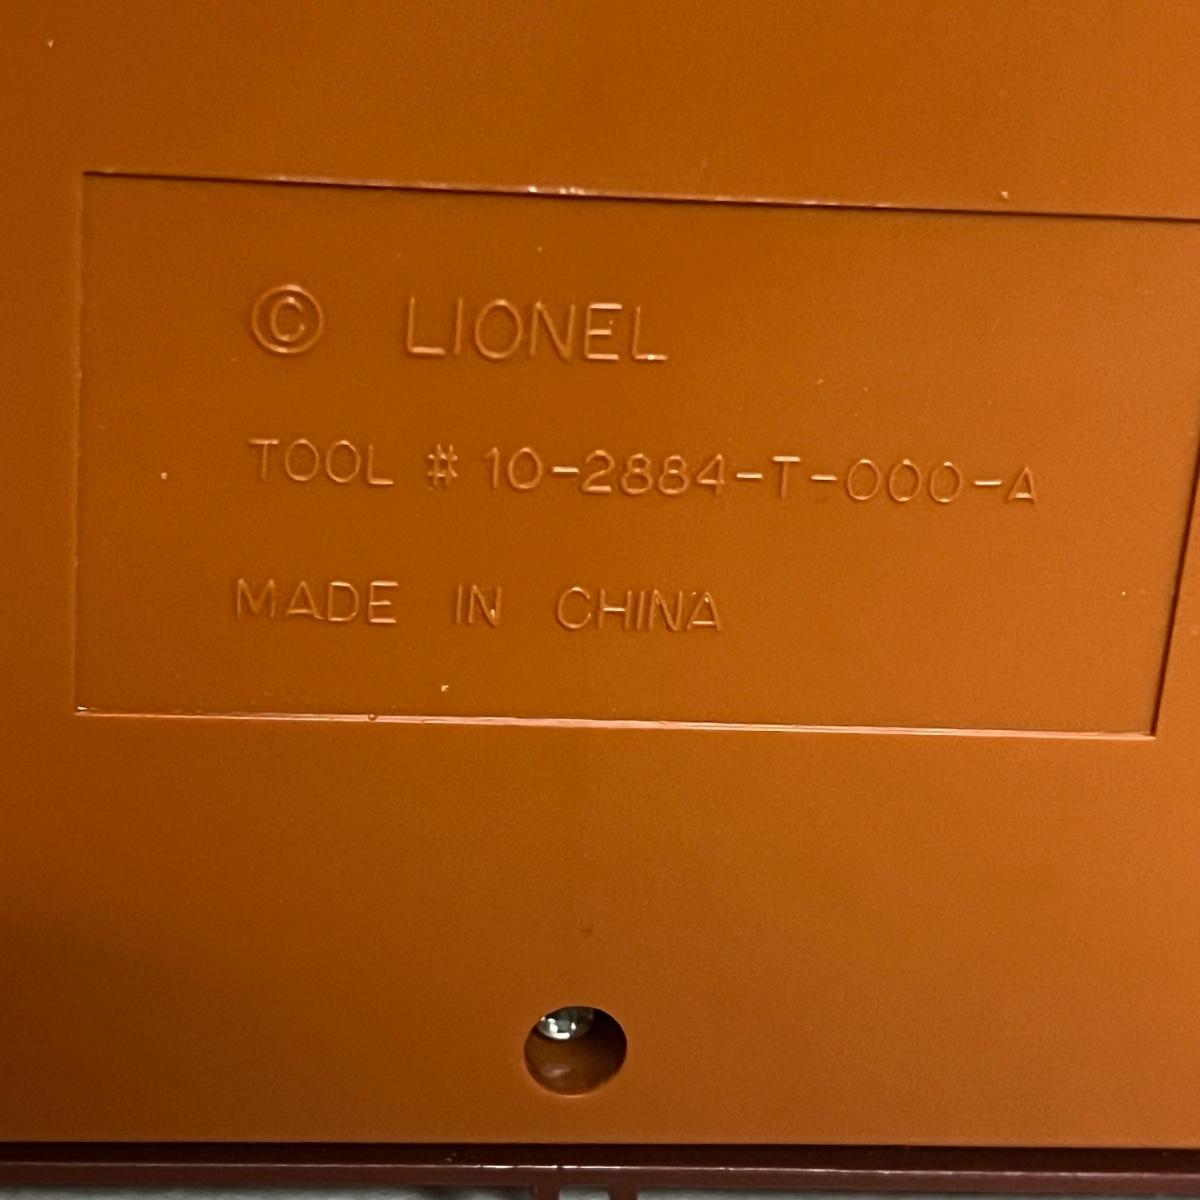 © LIONEL
TOOL # 10-2884-T-000-A
MADE IN CHINA